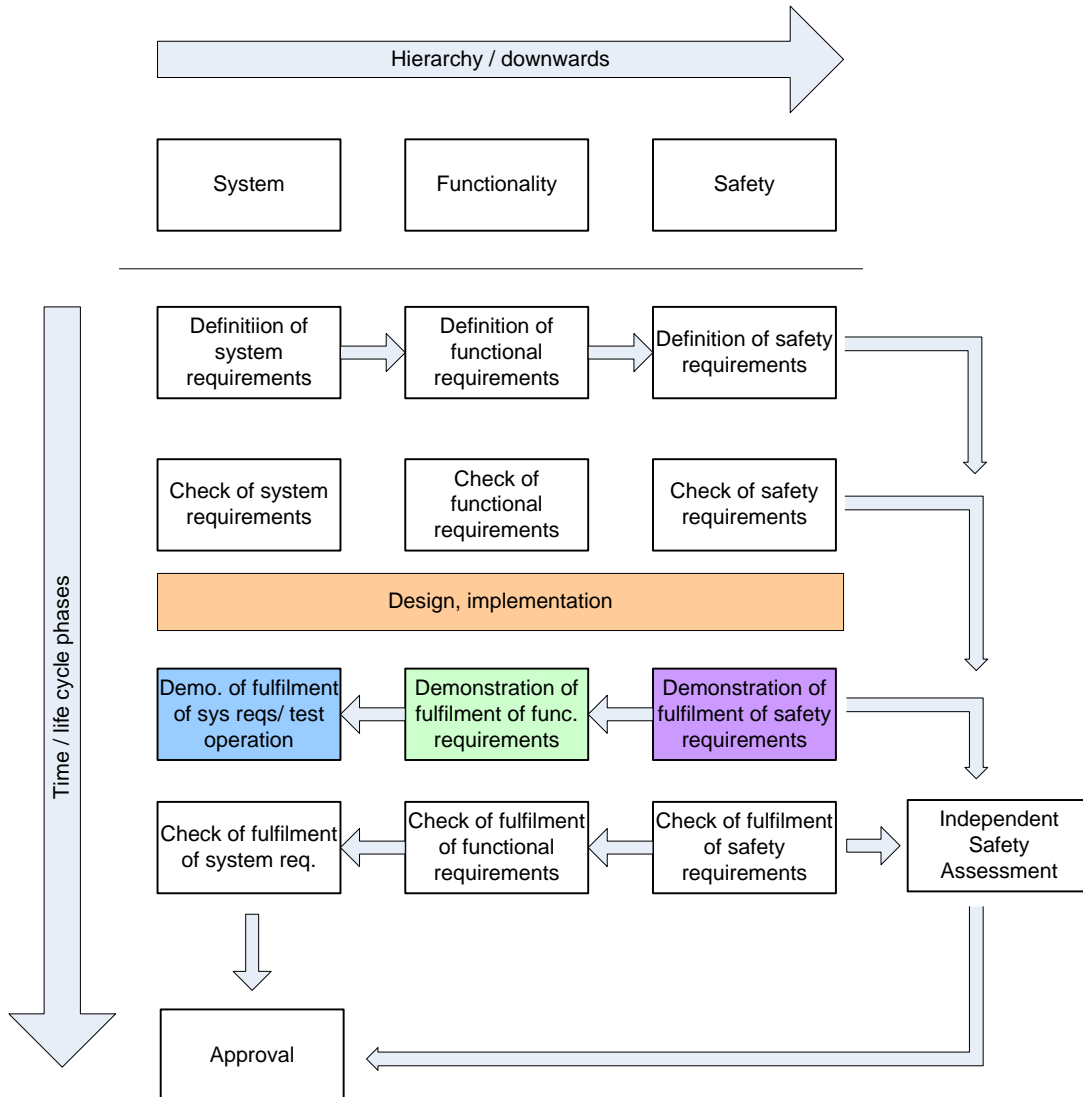 Hierarchy / downwards
System
Functionality
Safety
Time / life cycle phases
Definitiion of
system
requirements
Definition of
functional
requirements
Definition of safety
requirements
Check of system
requirements
Check of
functional
requirements
Check of safety
requirements
Design, implementation
Demo. of fulfilment
of sys reqs/ test
operation
Demonstration of
fulfilment of func.
requirements
Demonstration of
fulfilment of safety
requirements
Check of fulfilment
of system req.
Check of fulfilment
of functional
requirements
Check of fulfilment
of safety
requirements
Independent
Safety
Assessment
Approval